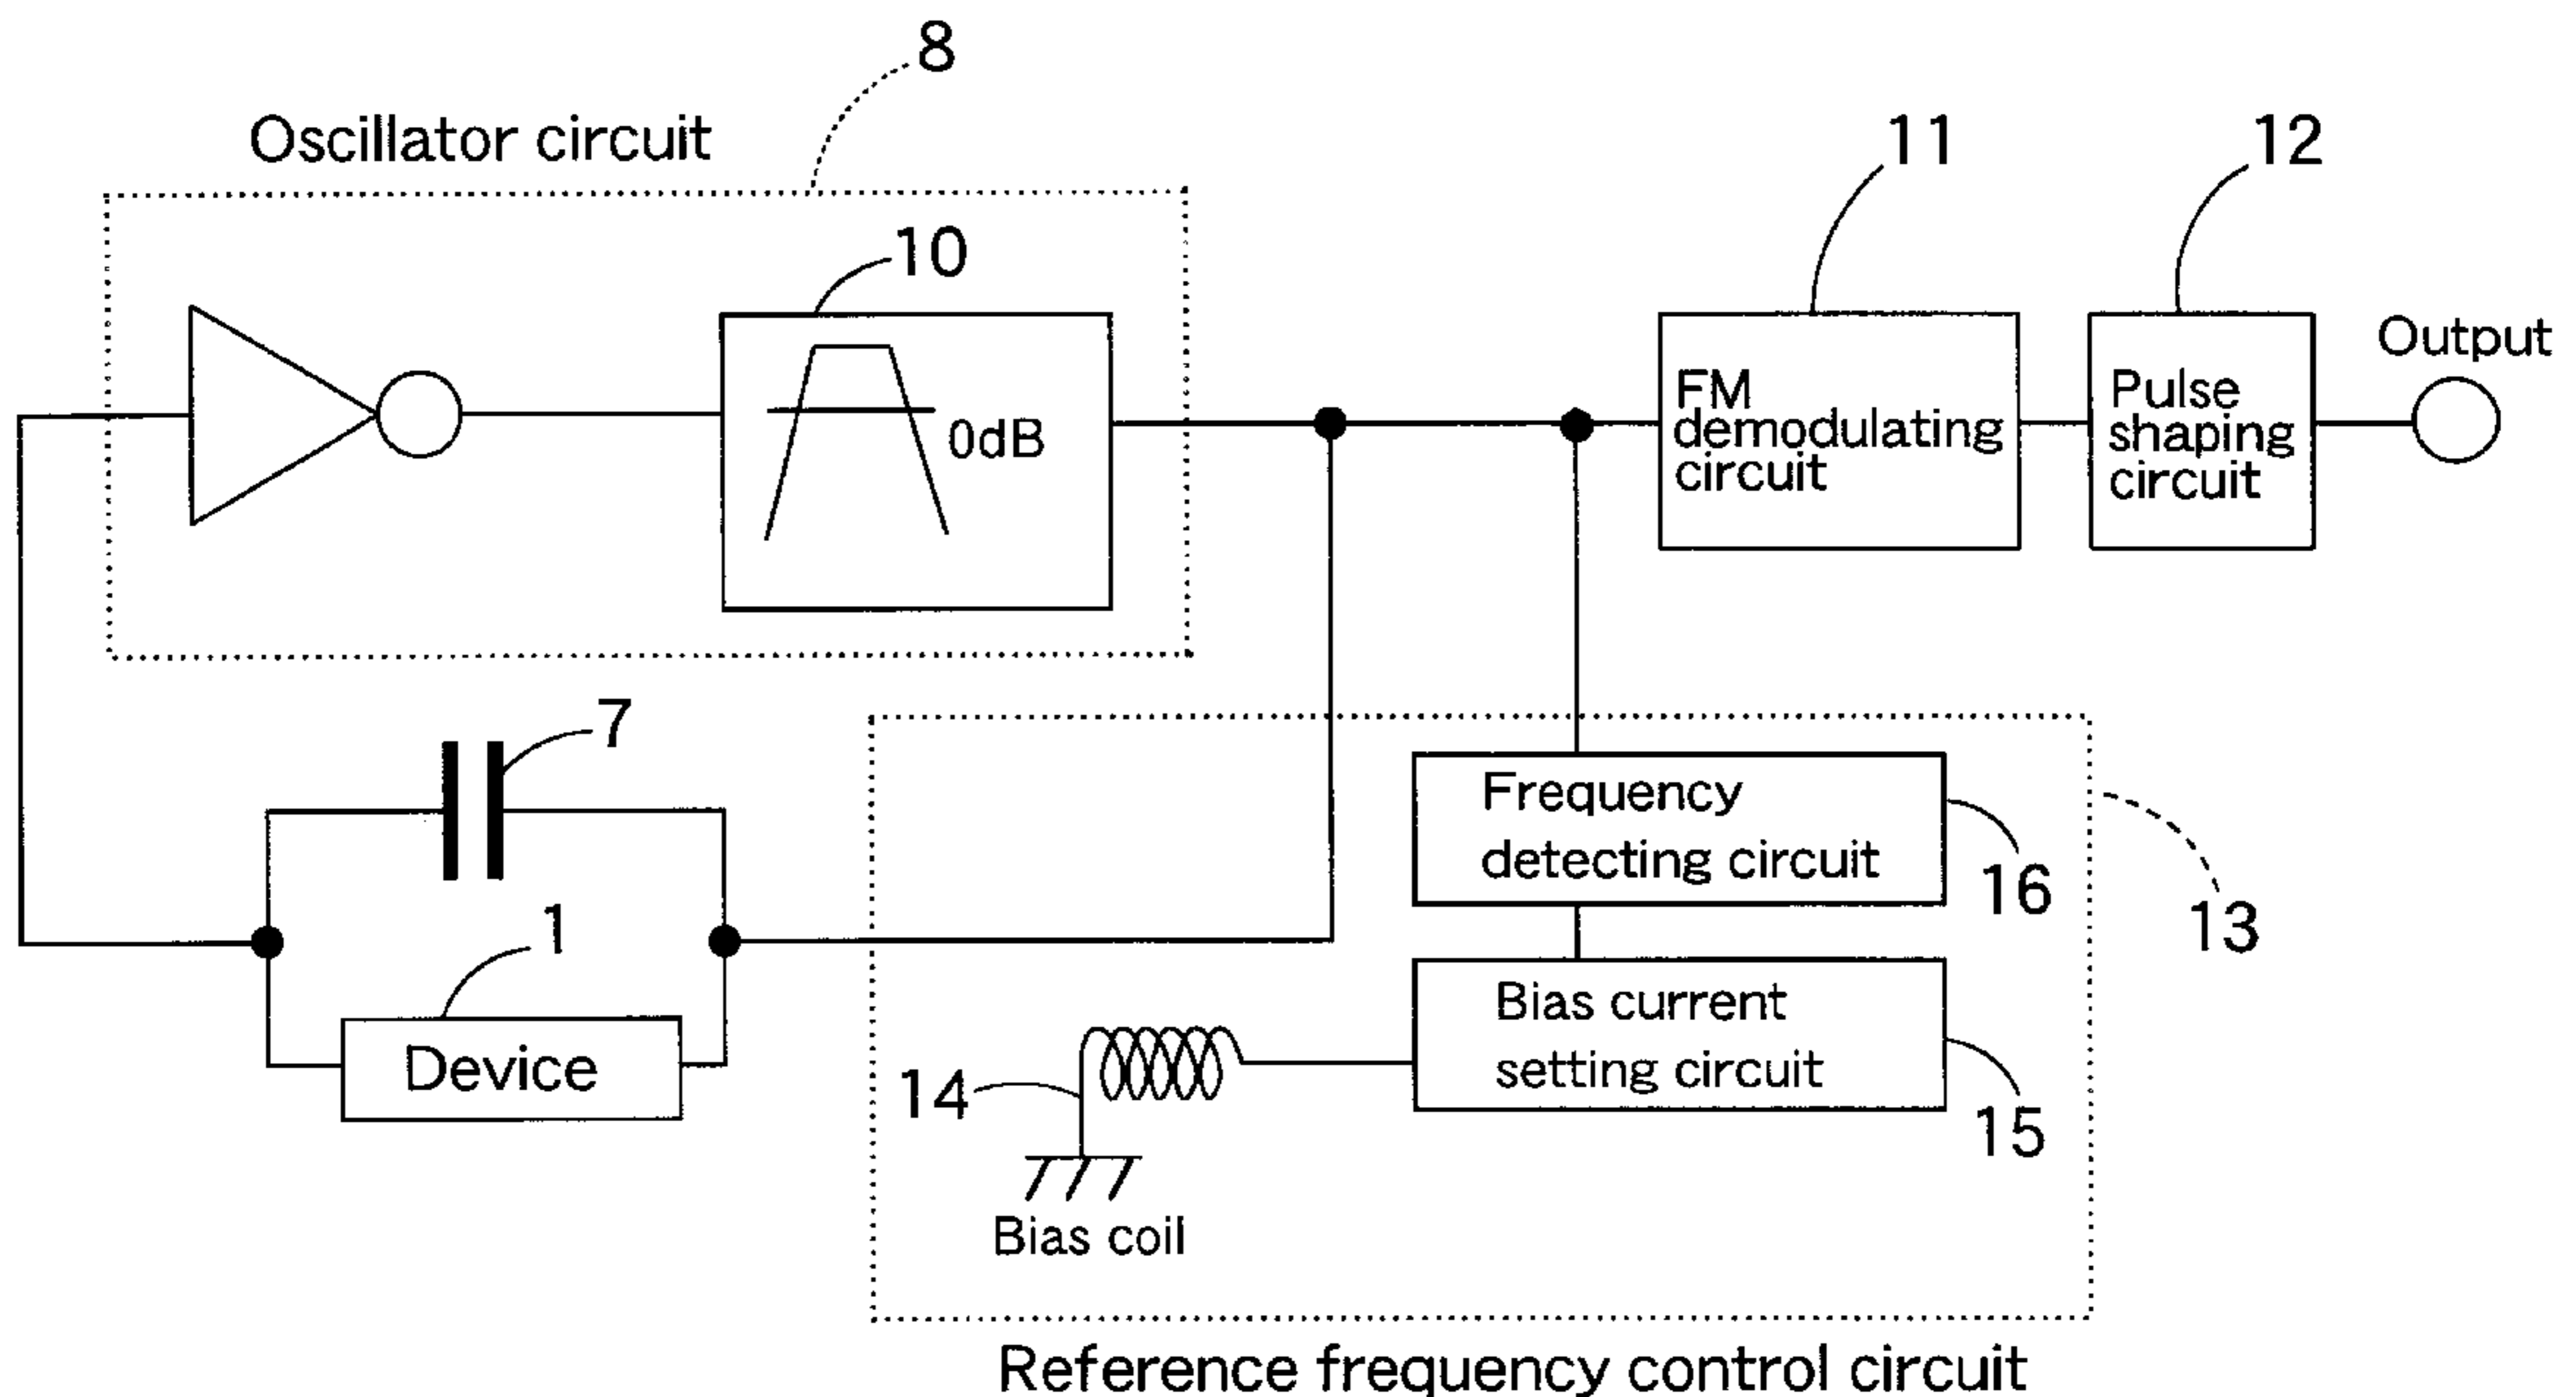 8
Oscillator circuit
11
12
10
Output
0dB
FM
demodulating
circuit
Pulse
shaping
circuit
7
Frequency
detecting circuit
16
13
1
Device
Bias current
setting circuit
14
15
Bias coil
Reference frequency control circuit